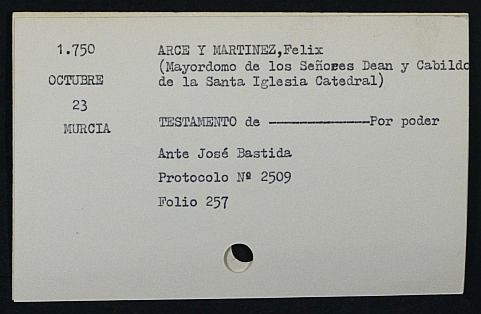 1.750
OCTUBRE
23
MURCIA
ARCE Y MARTINEZ,Felix
(Mayordomo de los Señores Dean y Cabildo
de la Santa Iglesia Catedral)
TESTAMENTO de ——————————Por poder
Ante José Bastida
Protocolo Nº 2509
Folio 257